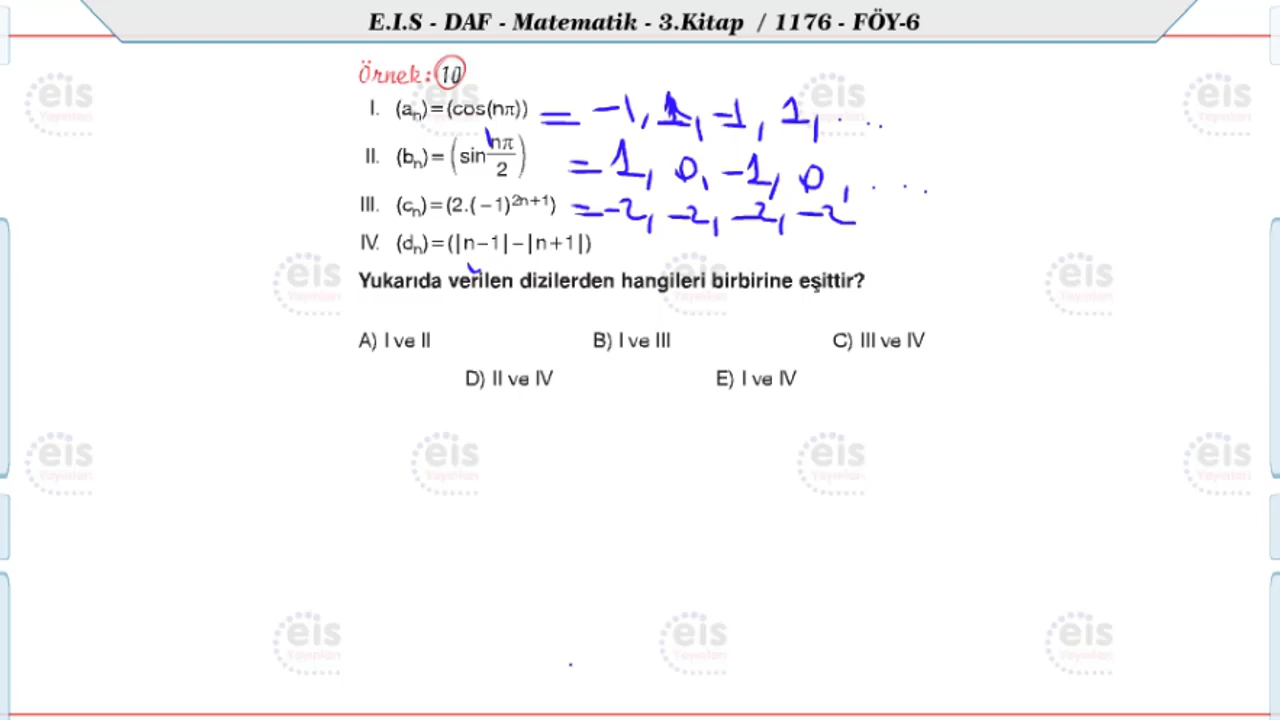 E.I.S - DAF - Matematik - 3.Kitap / 1176 - FÖY-6
Örnek: 10
I. (aₙ)=(cos(nπ)) = -1, 1, -1, 1, ...
II. (bₙ)=(sin nπ/2) = 1, 0, -1, 0, ...
III. (cₙ)=(2.(-1)²ⁿ⁺¹) = -2, -2, -2, -2
IV. (dₙ)=(|n-1|-|n+1|)
Yukarıda verilen dizilerden hangileri birbirine eşittir?
A) I ve II B) I ve III C) III ve IV
D) II ve IV E) I ve IV
eis Yayınları